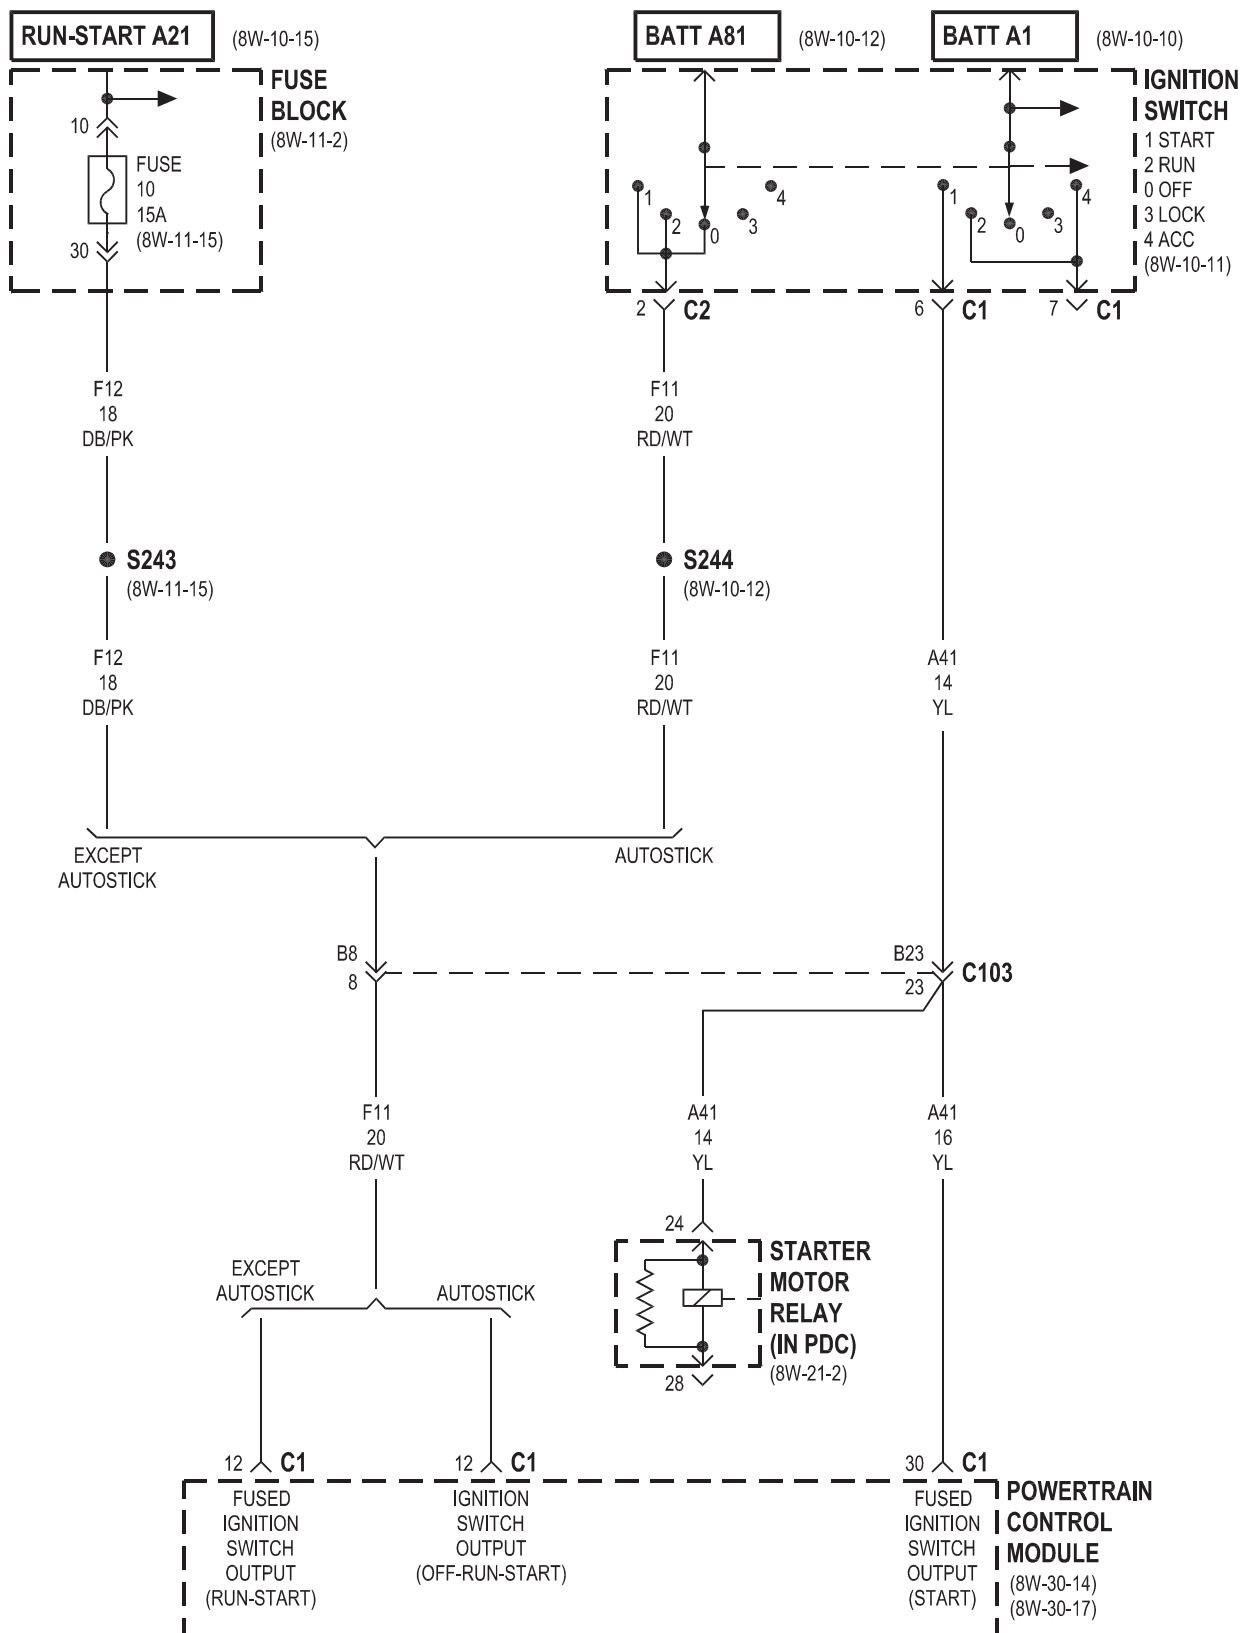 RUN-START A21
(8W-10-15)
BATT A81
(8W-10-12)
BATT A1
(8W-10-10)
FUSE
BLOCK
(8W-11-2)
10
FUSE
10
15A
(8W-11-15)
30
IGNITION
SWITCH
1 START
2 RUN
0 OFF
3 LOCK
4 ACC
(8W-10-11)
1
2
0
3
4
1
2
0
3
4
2
C2
6
C1
7
C1
F12
18
DB/PK
F11
20
RD/WT
S243
(8W-11-15)
S244
(8W-10-12)
F12
18
DB/PK
F11
20
RD/WT
A41
14
YL
EXCEPT
AUTOSTICK
AUTOSTICK
B8
8
B23
23
C103
F11
20
RD/WT
A41
14
YL
A41
16
YL
24
STARTER
MOTOR
RELAY
(IN PDC)
(8W-21-2)
28
EXCEPT
AUTOSTICK
AUTOSTICK
12
C1
12
C1
30
C1
FUSED
IGNITION
SWITCH
OUTPUT
(RUN-START)
IGNITION
SWITCH
OUTPUT
(OFF-RUN-START)
FUSED
IGNITION
SWITCH
OUTPUT
(START)
POWERTRAIN
CONTROL
MODULE
(8W-30-14)
(8W-30-17)